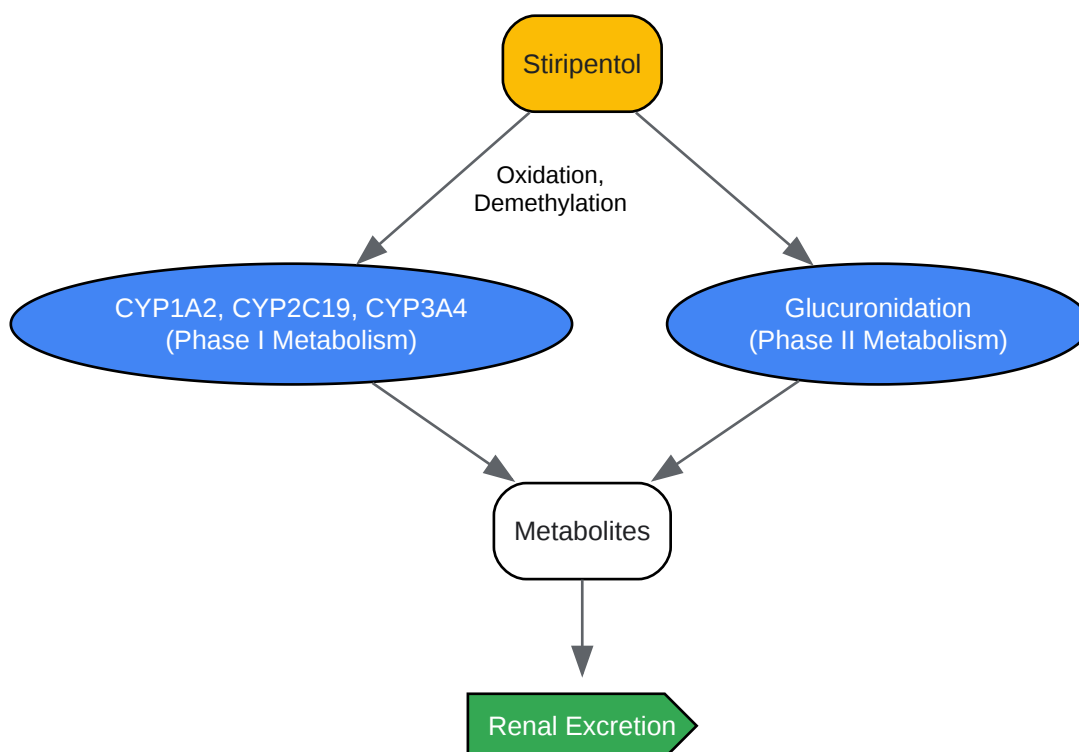 Stiripentol
Oxidation,
Demethylation
CYP1A2, CYP2C19, CYP3A4
(Phase I Metabolism)
Glucuronidation
(Phase II Metabolism)
Metabolites
Renal Excretion